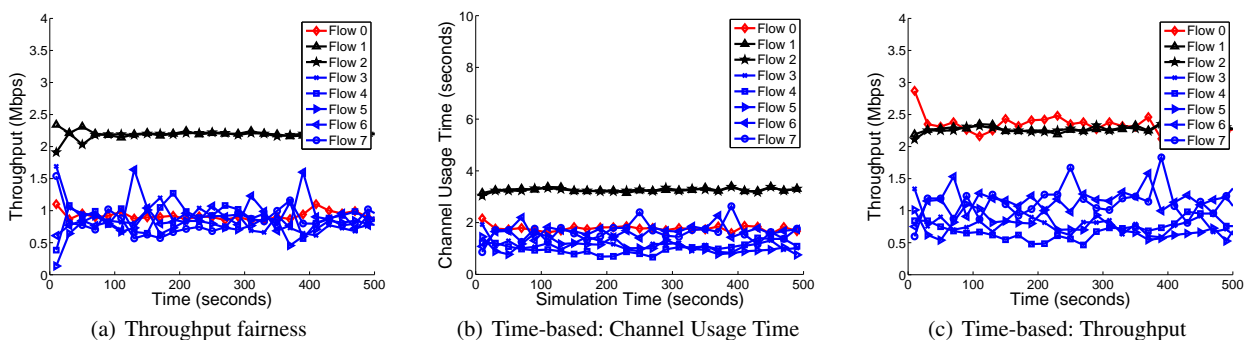 4
3.5
3
2.5
2
1.5
1
0.5
0
0
100
200
300
400
500
Throughput (Mbps)
Time (seconds)
Flow 0
Flow 1
Flow 2
Flow 3
Flow 4
Flow 5
Flow 6
Flow 7
(a) Throughput fairness
10
8
6
4
2
0
0
100
200
300
400
500
Channel Usage Time (seconds)
Simulation Time (seconds)
Flow 0
Flow 1
Flow 2
Flow 3
Flow 4
Flow 5
Flow 6
Flow 7
(b) Time-based: Channel Usage Time
4
3.5
3
2.5
2
1.5
1
0.5
0
0
100
200
300
400
500
Throughput (Mbps)
Time (seconds)
Flow 0
Flow 1
Flow 2
Flow 3
Flow 4
Flow 5
Flow 6
Flow 7
(c) Time-based: Throughput